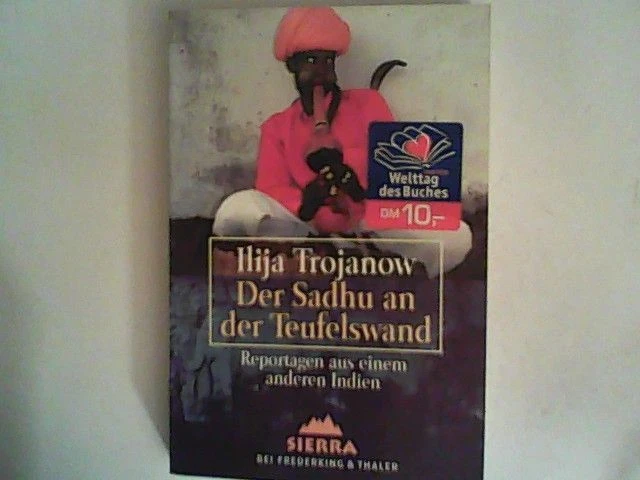 Welttag
des Buches
DM 10,-
Ilija Trojanow
Der Sadhu an
der Teufelswand
Reportagen aus einem
anderen Indien
SIERRA
BEI FREDERKING & THALER